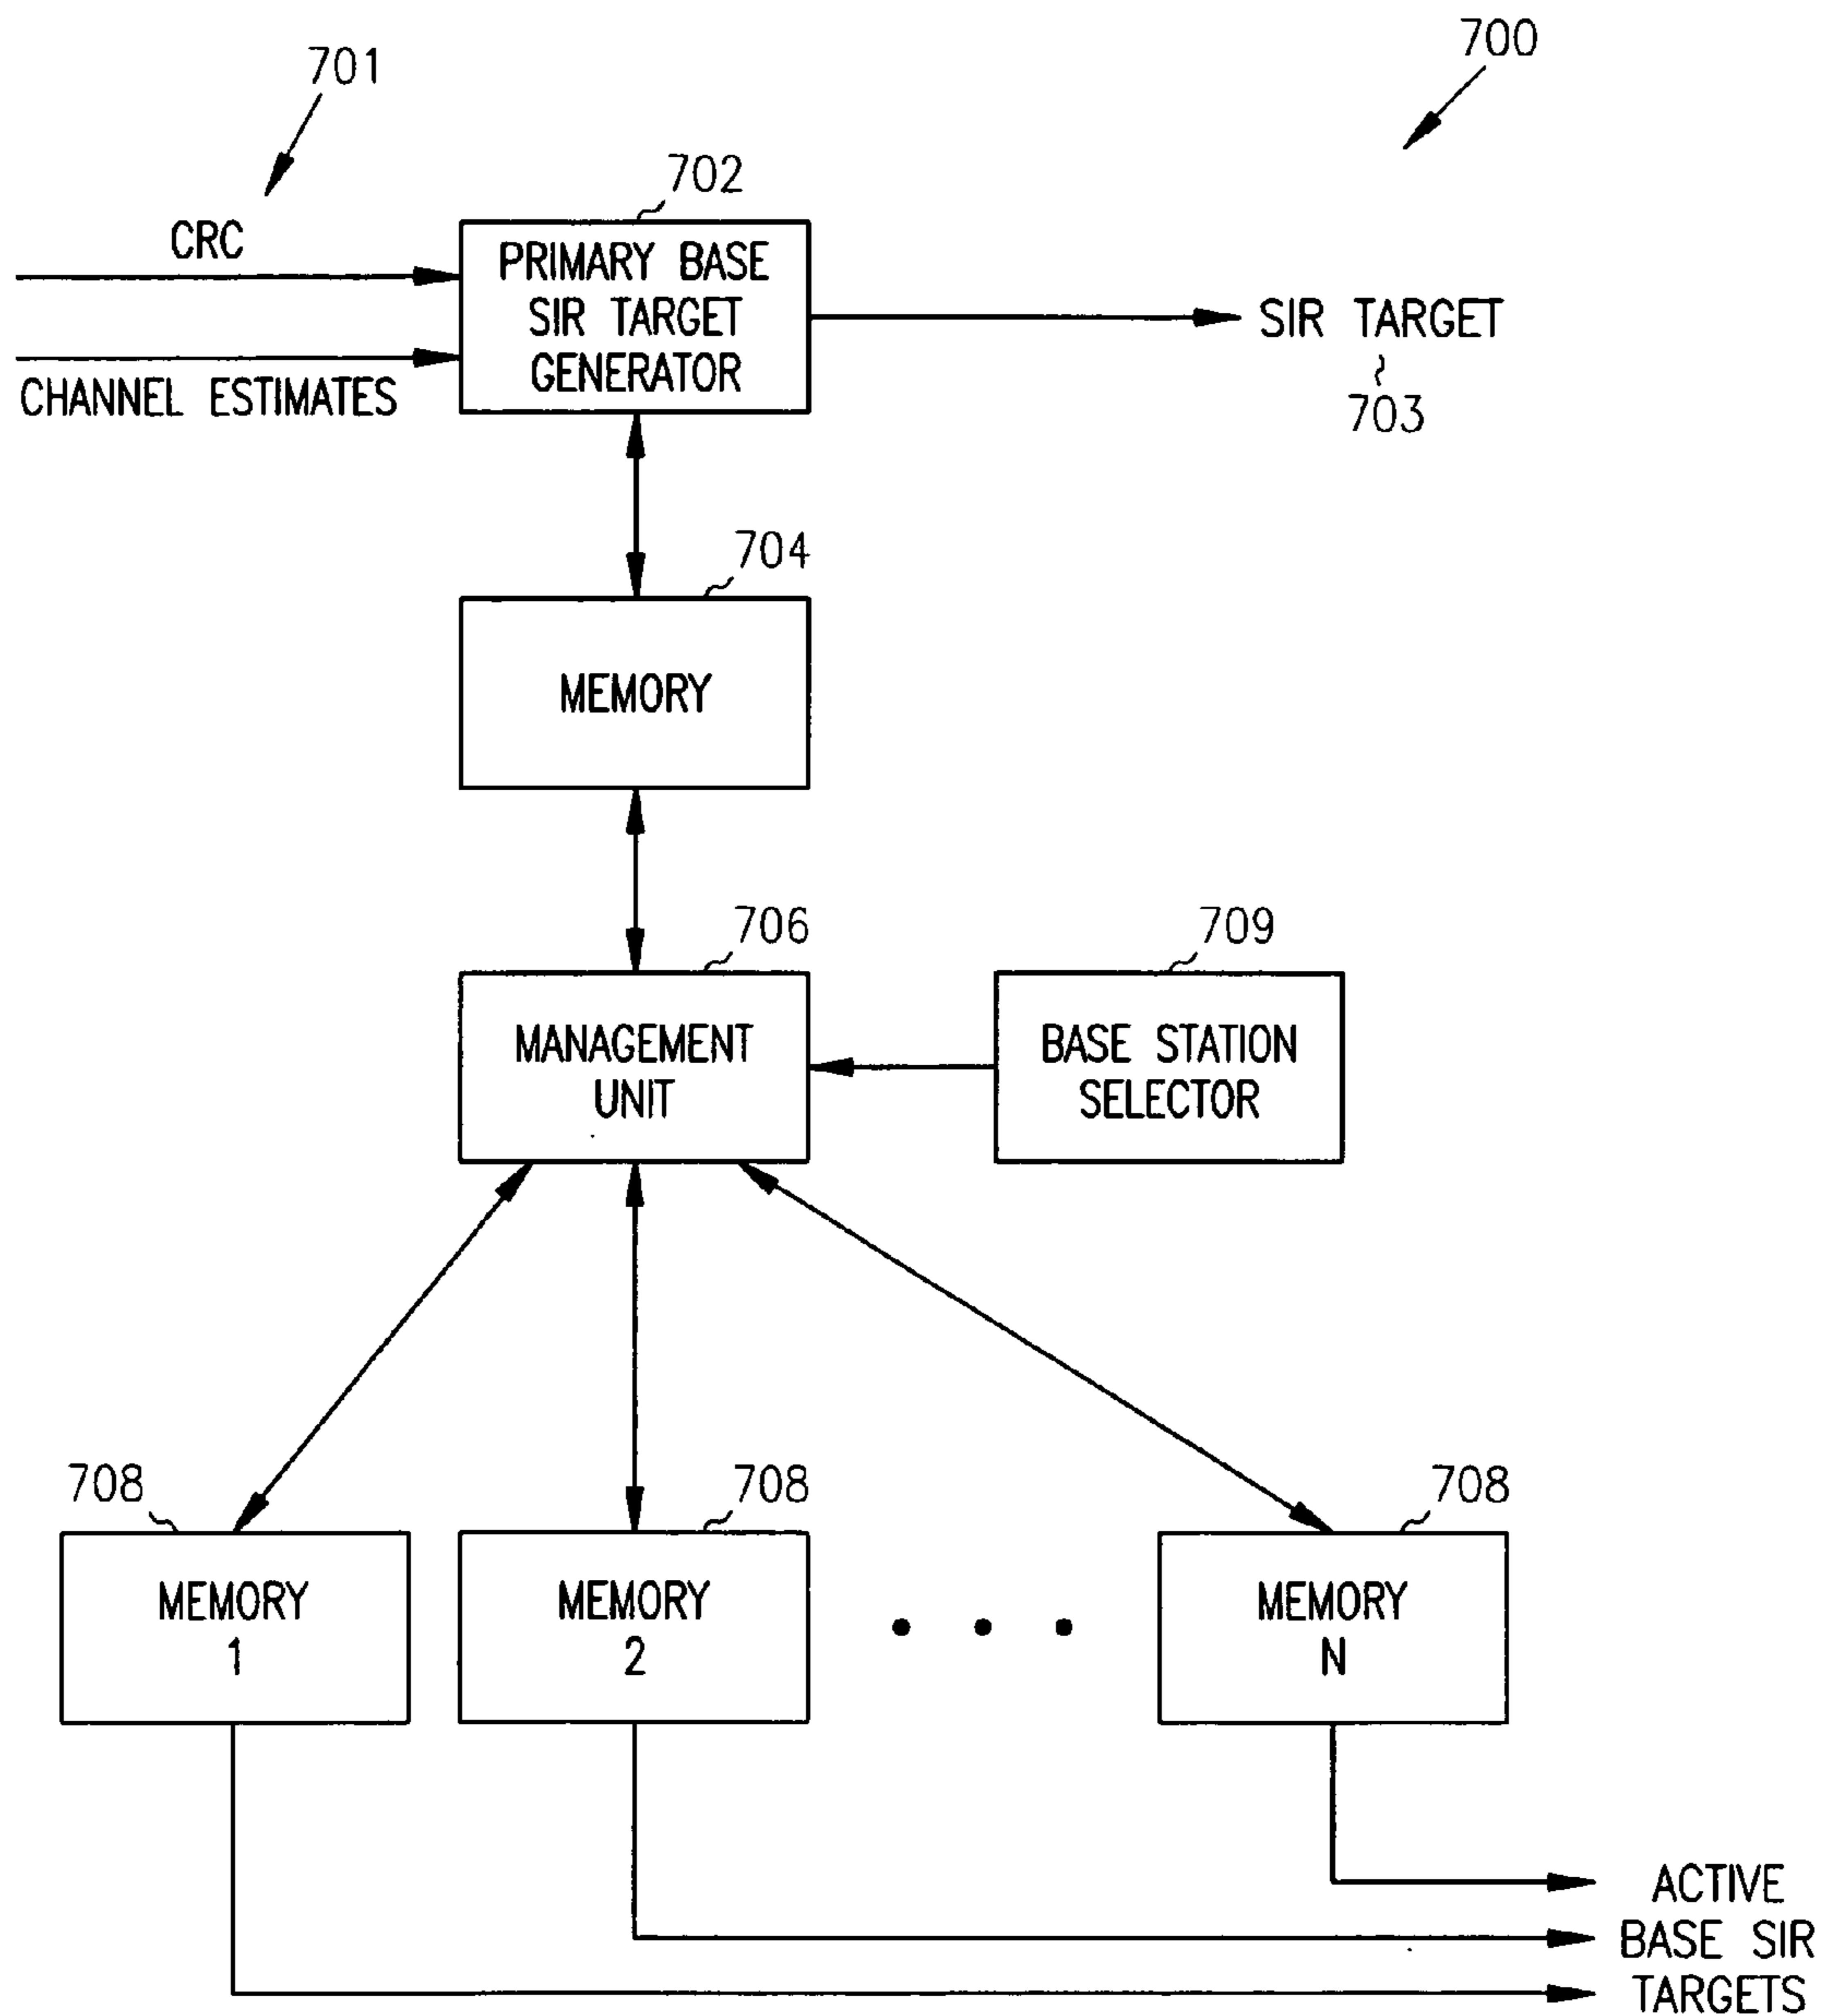 700
701
702
CRC
PRIMARY BASE
SIR TARGET
GENERATOR
SIR TARGET
703
CHANNEL ESTIMATES
704
MEMORY
706
709
MANAGEMENT
UNIT
BASE STATION
SELECTOR
708
708
708
MEMORY
1
MEMORY
2
MEMORY
N
ACTIVE
BASE SIR
TARGETS